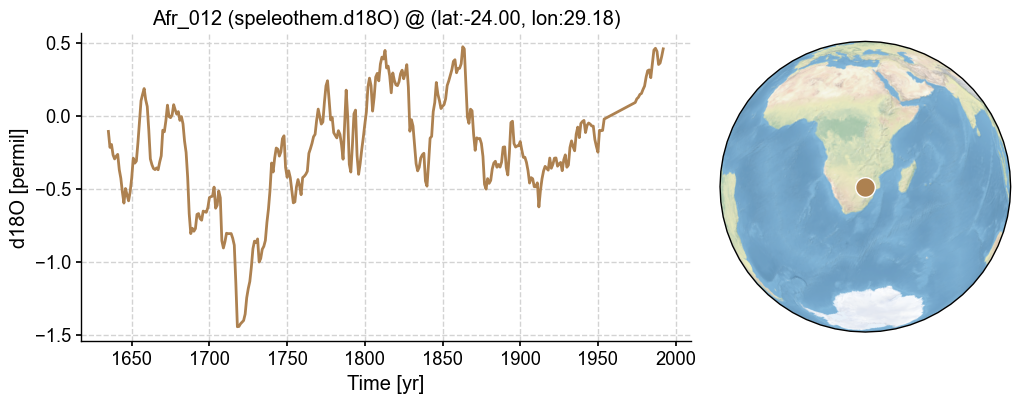 Afr_012 (speleothem.d18O) @ (lat:-24.00, lon:29.18)
d18O [permil]
0.5
0.0
−0.5
−1.0
−1.5
1650 1700 1750 1800 1850 1900 1950 2000
Time [yr]